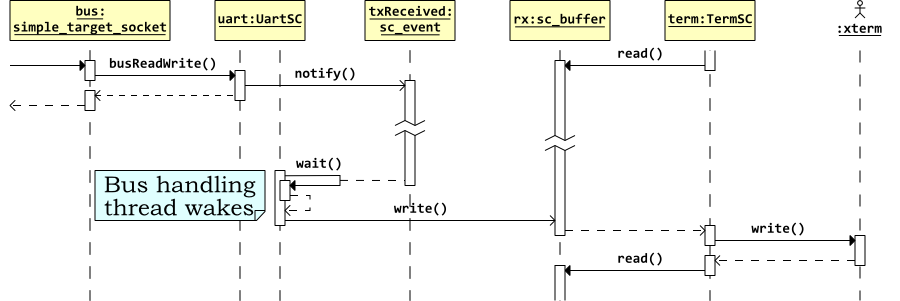 bus:
simple_target_socket
uart:UartSC
txReceived:
sc_event
rx:sc_buffer
term:TermSC
:xterm
read()
busReadWrite()
notify()
wait()
Bus handling
thread wakes
write()
write()
read()